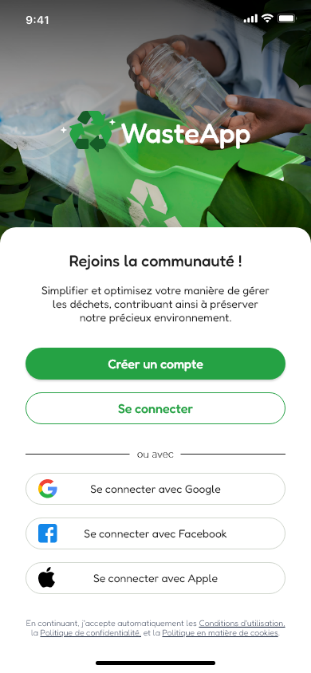 9:41
WasteApp
Rejoins la communauté !
Simplifier et optimisez votre manière de gérer
les déchets, contribuant ainsi à préserver
notre précieux environnement.
Créer un compte
Se connecter
ou avec
Se connecter avec Google
Se connecter avec Facebook
Se connecter avec Apple
En continuant, j'accepte automatiquement les Conditions d'utilisation,
la Politique de confidentialité, et la Politique en matière de cookies.